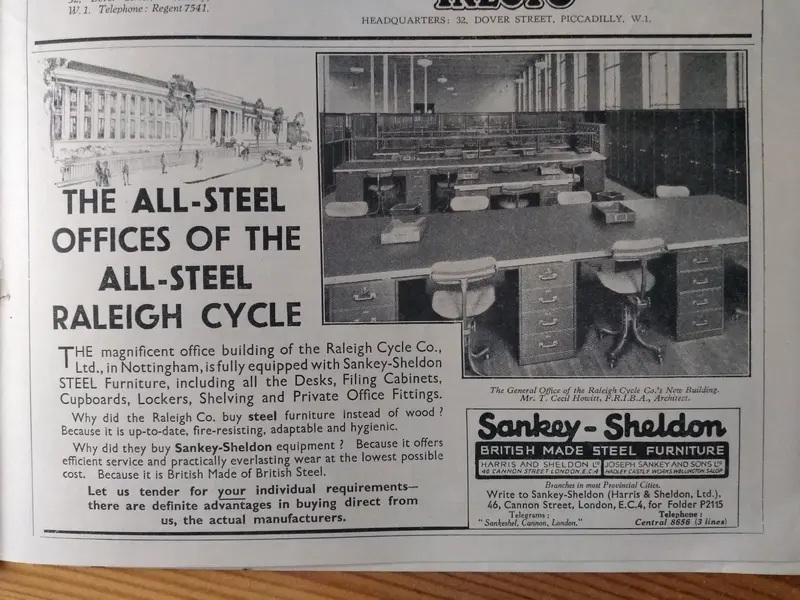 W.1. Telephone: Regent 7541.
HEADQUARTERS: 32, DOVER STREET, PICCADILLY, W.1.
THE ALL-STEEL
OFFICES OF THE
ALL-STEEL
RALEIGH CYCLE
THE magnificent office building of the Raleigh Cycle Co.,
Ltd., in Nottingham, is fully equipped with Sankey-Sheldon
STEEL Furniture, including all the Desks, Filing Cabinets,
Cupboards, Lockers, Shelving and Private Office Fittings.
Why did the Raleigh Co. buy steel furniture instead of wood?
Because it is up-to-date, fire-resisting, adaptable and hygienic.
Why did they buy Sankey-Sheldon equipment? Because it offers
efficient service and practically everlasting wear at the lowest possible
cost. Because it is British Made of British Steel.
Let us tender for your individual requirements—
there are definite advantages in buying direct from
us, the actual manufacturers.
The General Office of the Raleigh Cycle Co.'s New Building.
Mr. T. Cecil Howitt, F.R.I.B.A., Architect.
Sankey-Sheldon
BRITISH MADE STEEL FURNITURE
HARRIS AND SHELDON LTD
46 CANNON STREET LONDON E.C.4
JOSEPH SANKEY AND SONS LTD
HADLEY CASTLE WORKS WELLINGTON SALOP
Branches in most Provincial Cities.
Write to Sankey-Sheldon (Harris & Sheldon, Ltd.),
46, Cannon Street, London, E.C.4, for Folder P2115
Telegrams:
"Sankeshel, Cannon, London."
Telephone:
Central 8656 (3 lines)